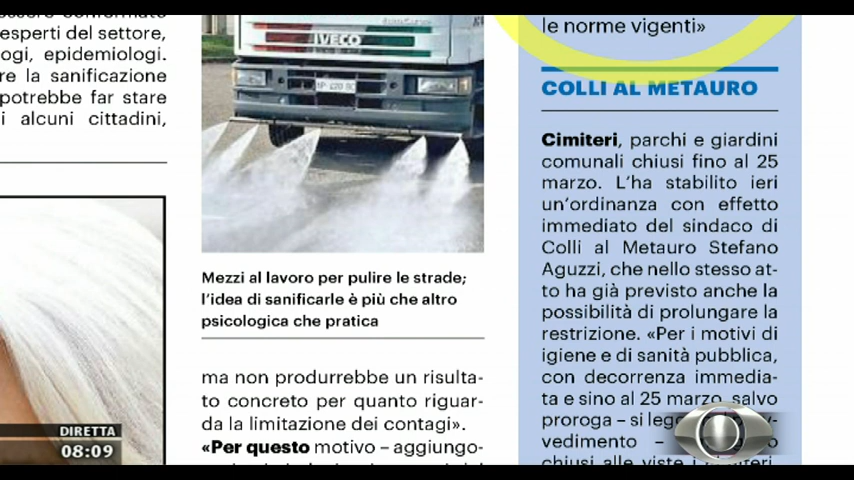 esperti del settore,
ogi, epidemiologi.
re la sanificazione
potrebbe far stare
i alcuni cittadini,
IVECO
Mezzi al lavoro per pulire le strade;
l'idea di sanificarle è più che altro
psicologica che pratica
ma non produrrebbe un risulta-
to concreto per quanto riguar-
da la limitazione dei contagi».
«Per questo motivo – aggiungo-
le norme vigenti»
COLLI AL METAURO
Cimiteri, parchi e giardini
comunali chiusi fino al 25
marzo. L'ha stabilito ieri
un'ordinanza con effetto
immediato del sindaco di
Colli al Metauro Stefano
Aguzzi, che nello stesso at-
to ha già previsto anche la
possibilità di prolungare la
restrizione. «Per i motivi di
igiene e di sanità pubblica,
con decorrenza immedia-
ta e sino al 25 marzo, salvo
proroga – si leg
vedimento –
chiusi alle
DIRETTA
08:09